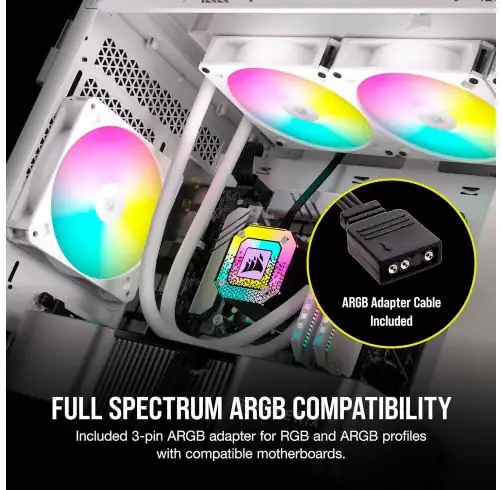 ARGB Adapter Cable
Included
FULL SPECTRUM ARGB COMPATIBILITY
Included 3-pin ARGB adapter for RGB and ARGB profiles
with compatible motherboards.